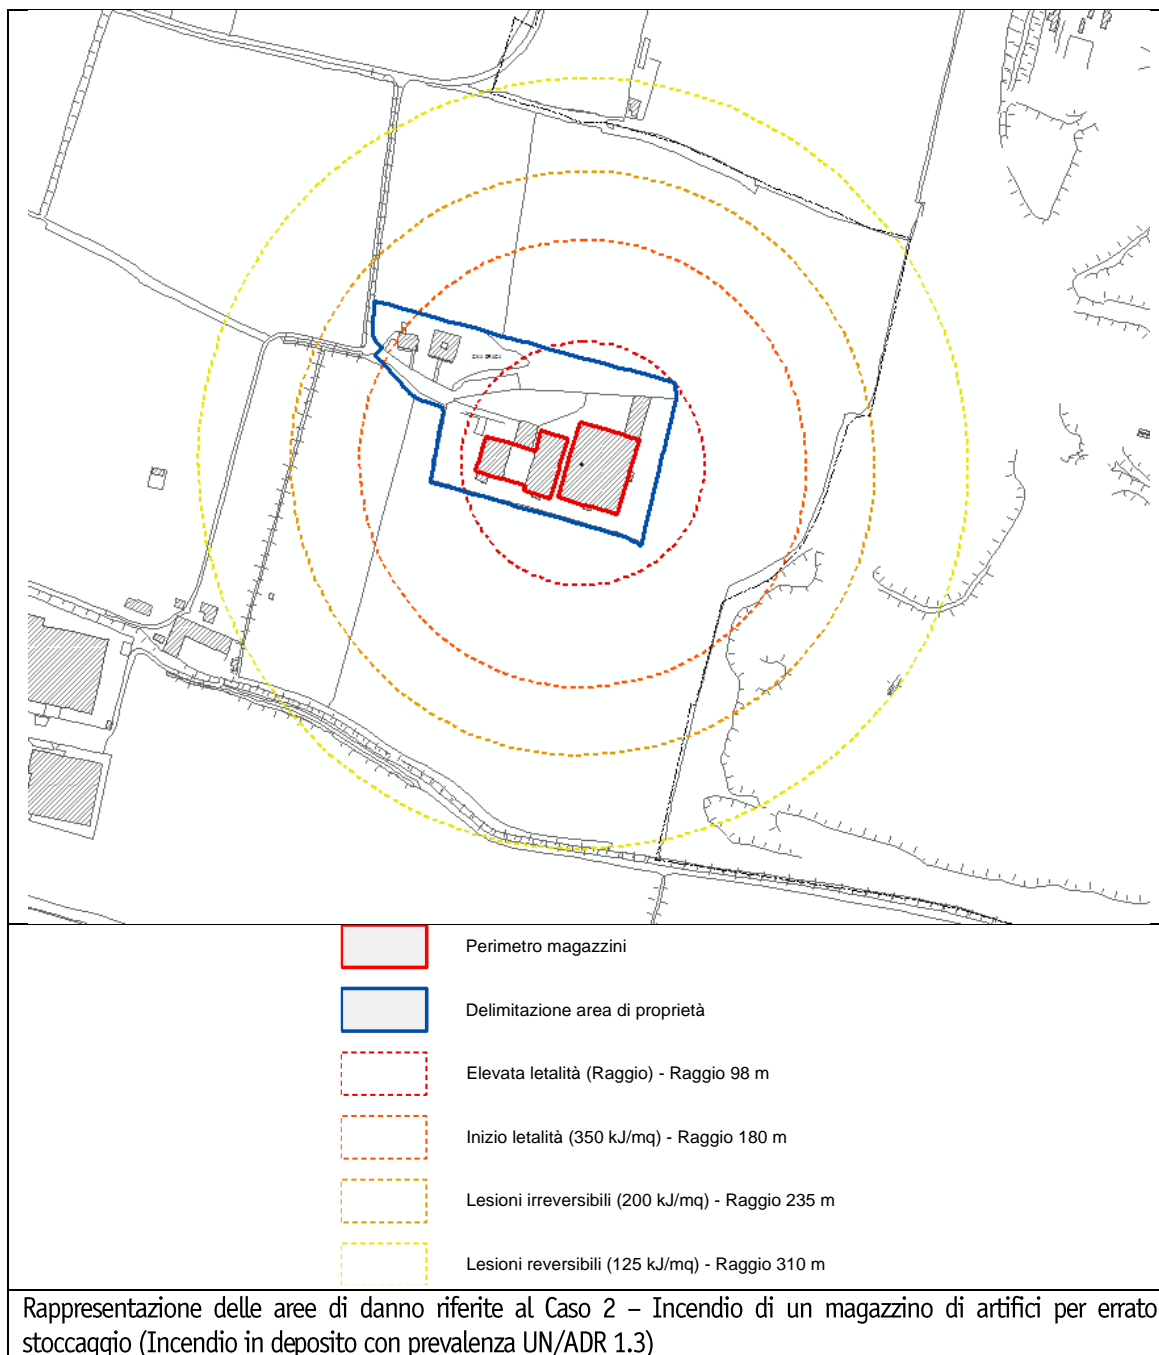 Perimetro magazzini
Delimitazione area di proprietà
Elevata letalità (Raggio) - Raggio 98 m
Inizio letalità (350 kJ/mq) - Raggio 180 m
Lesioni irreversibili (200 kJ/mq) - Raggio 235 m
Lesioni reversibili (125 kJ/mq) - Raggio 310 m
Rappresentazione delle aree di danno riferite al Caso 2 – Incendio di un magazzino di artifici per errato
stoccaggio (Incendio in deposito con prevalenza UN/ADR 1.3)